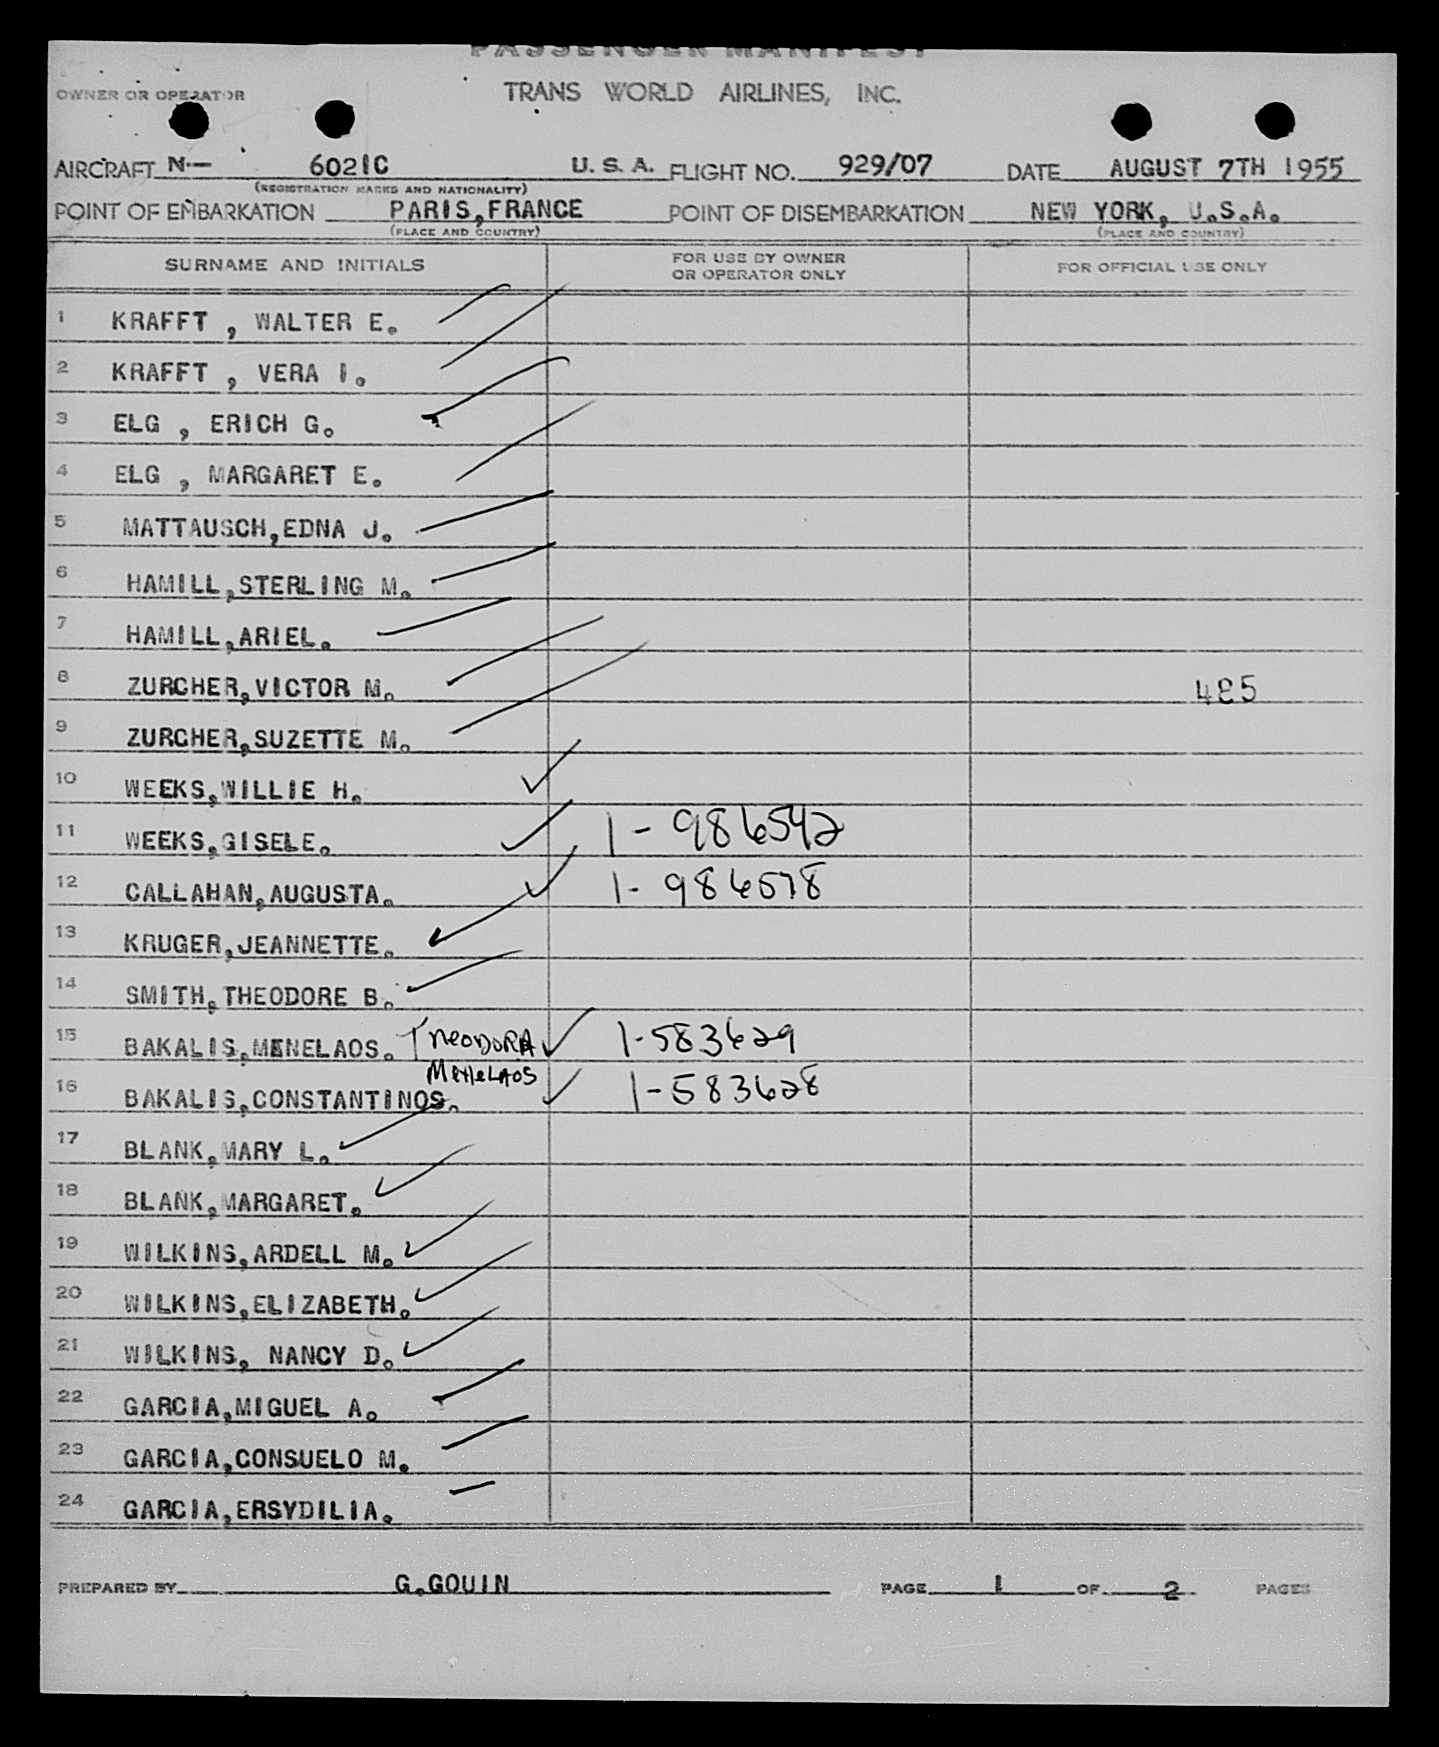 PASSENGER MANIFEST
OWNER OR OPERATOR TRANS WORLD AIRLINES, INC.
AIRCRAFT N— 6021C U.S.A. FLIGHT NO. 929/07 DATE AUGUST 7TH 1955
(REGISTRATION MARKS AND NATIONALITY)
POINT OF EMBARKATION PARIS,FRANCE POINT OF DISEMBARKATION NEW YORK, U.S.A.
(PLACE AND COUNTRY) (PLACE AND COUNTRY)
SURNAME AND INITIALS FOR USE BY OWNER OR OPERATOR ONLY FOR OFFICIAL USE ONLY
1 KRAFFT , WALTER E.
2 KRAFFT , VERA I.
3 ELG , ERICH G.
4 ELG , MARGARET E.
5 MATTAUSCH,EDNA J.
6 HAMILL,STERLING M.
7 HAMILL,ARIEL.
8 ZURCHER,VICTOR M. 485
9 ZURCHER,SUZETTE M.
10 WEEKS,WILLIE H.
11 WEEKS,GISELE. 1-986542
12 CALLAHAN,AUGUSTA. 1-986578
13 KRUGER,JEANNETTE.
14 SMITH,THEODORE B.
15 BAKALIS,MENELAOS. THEODORA 1-583629
MENELAOS
16 BAKALIS,CONSTANTINOS. 1-583628
17 BLANK,MARY L.
18 BLANK,MARGARET.
19 WILKINS,ARDELL M.
20 WILKINS,ELIZABETH.
21 WILKINS, NANCY D.
22 GARCIA,MIGUEL A.
23 GARCIA,CONSUELO M.
24 GARCIA,ERSYDILIA.
PREPARED BY G.GOUIN PAGE 1 OF 2 PAGES